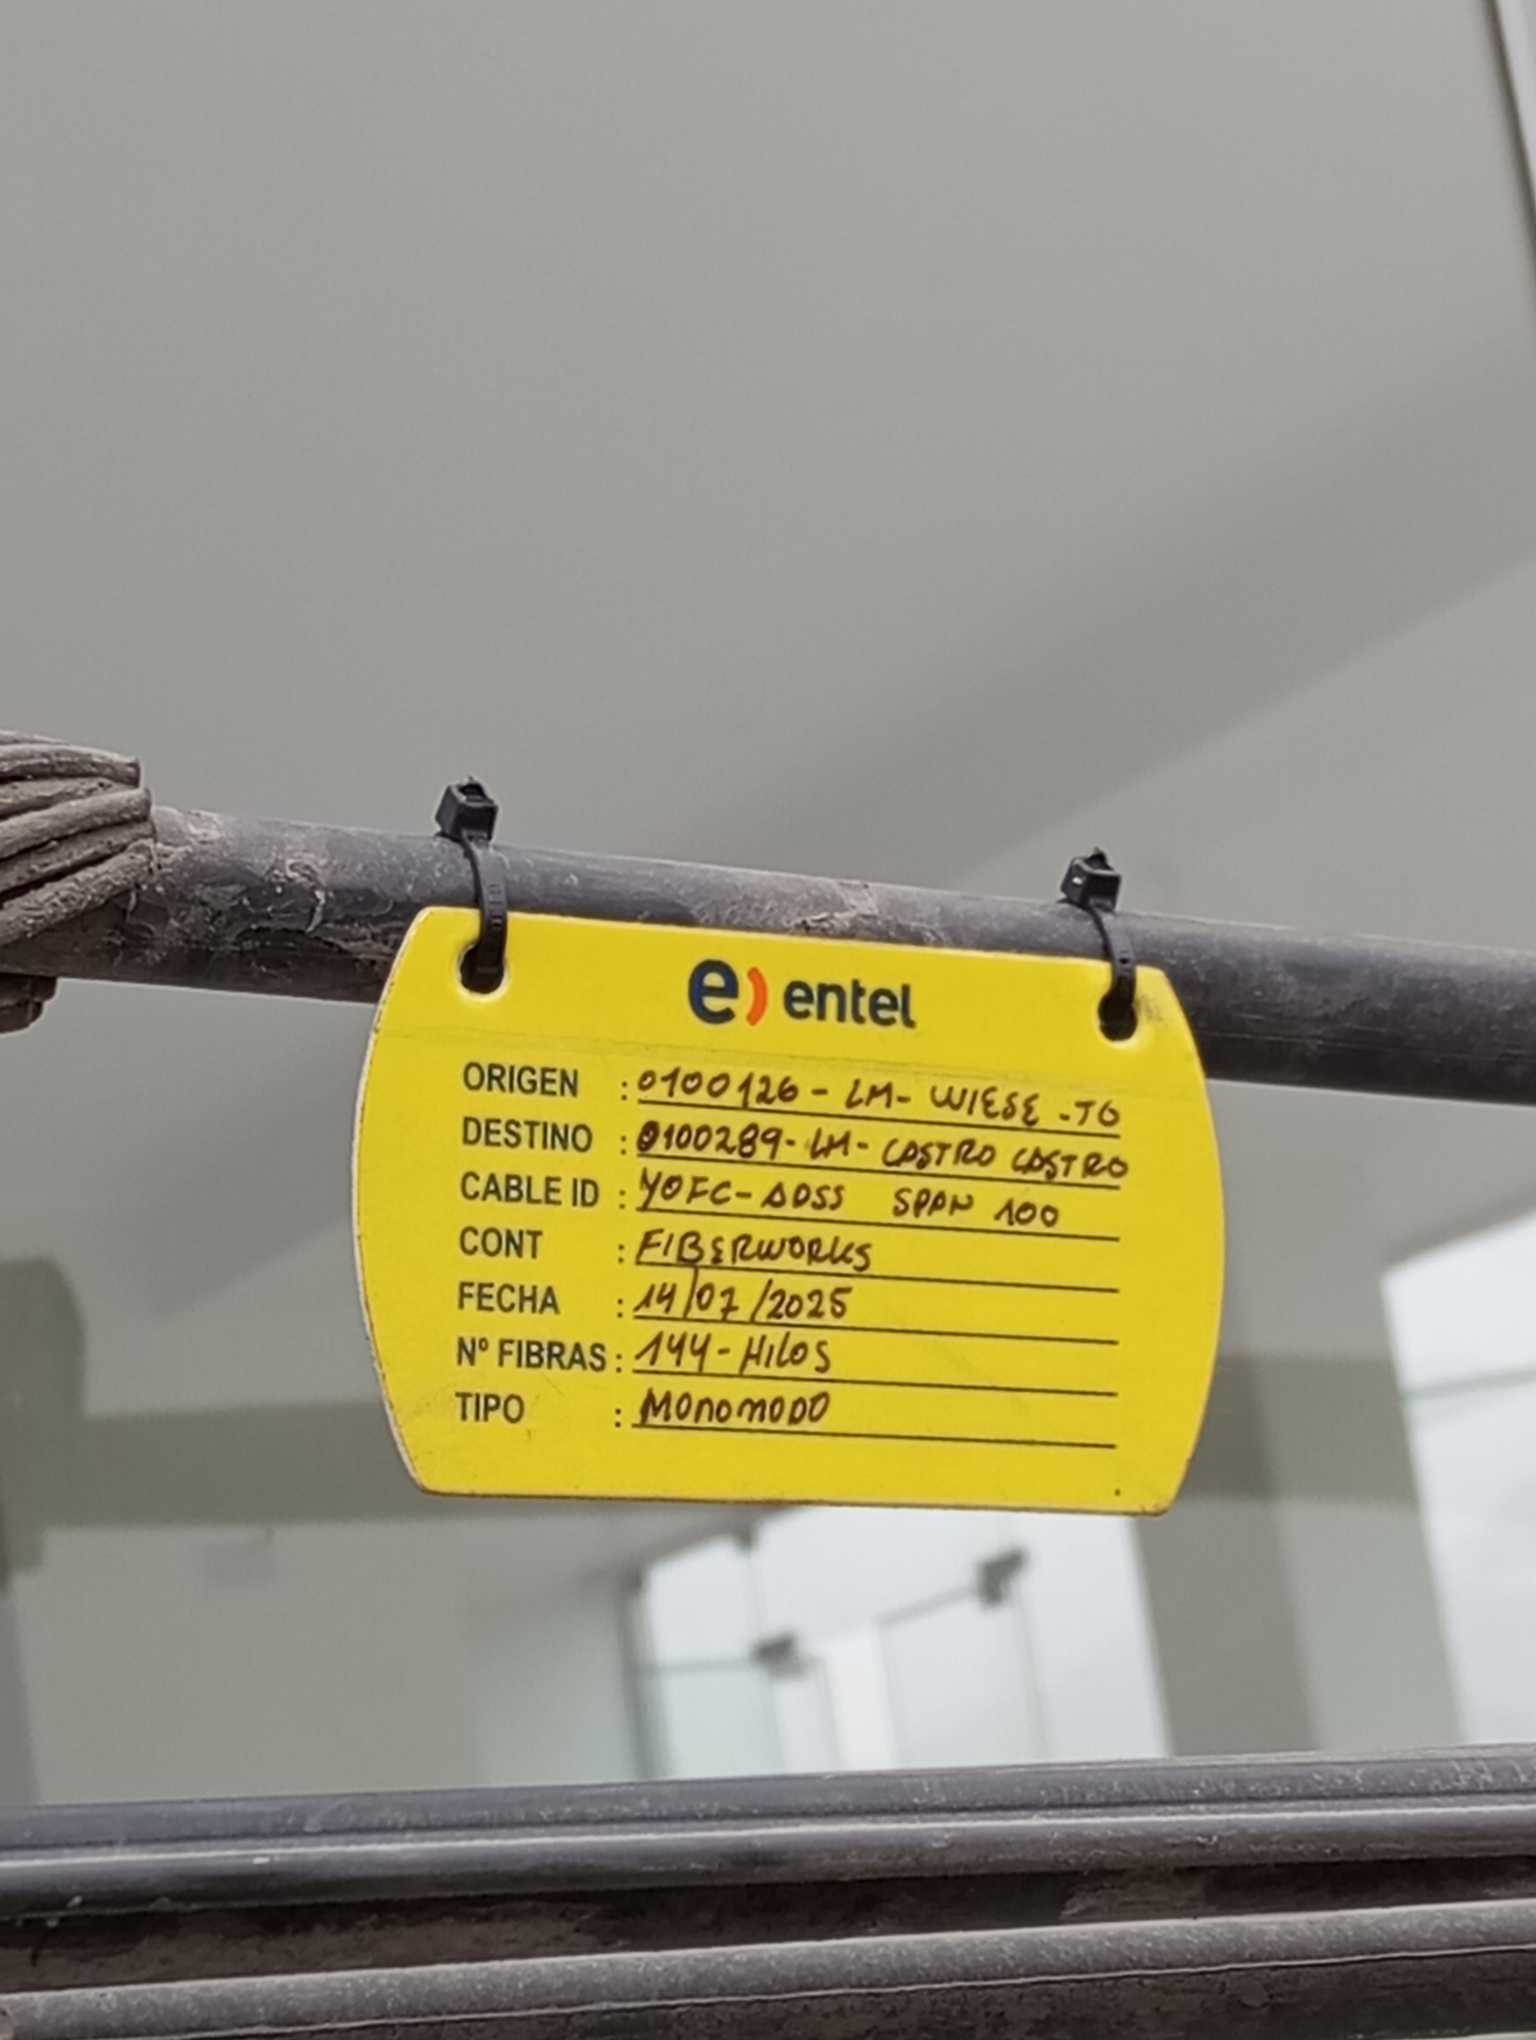 e) entel
ORIGEN : 0100126 - LM - WIESE - TG
DESTINO : 0100289 - LM - CASTRO CASTRO
CABLE ID : YOFC - ADSS SPAN 100
CONT : FIBERWORKS
FECHA : 14/07/2025
Nº FIBRAS : 144 - HILOS
TIPO : MONOMODO